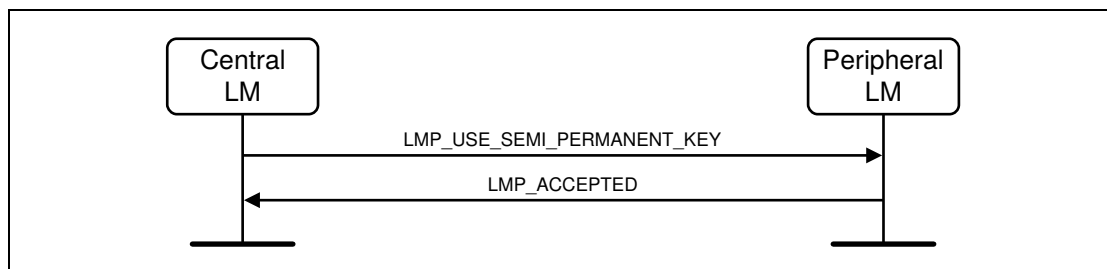 Central
LM
Peripheral
LM
LMP_USE_SEMI_PERMANENT_KEY
LMP_ACCEPTED